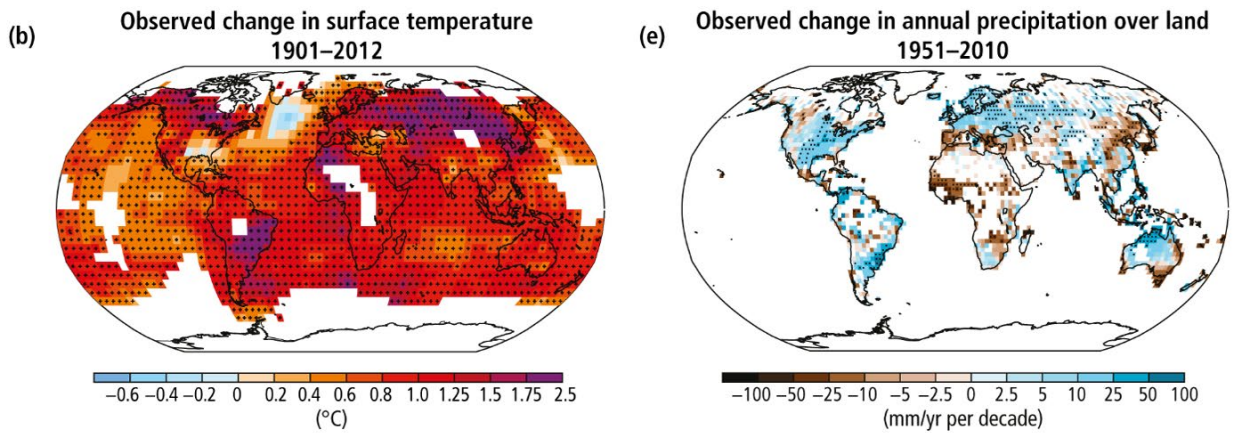 (b)
Observed change in surface temperature
1901–2012
−0.6 −0.4 −0.2 0 0.2 0.4 0.6 0.8 1.0 1.25 1.5 1.75 2.5
(°C)
(e)
Observed change in annual precipitation over land
1951–2010
−100 −50 −25 −10 −5 −2.5 0 2.5 5 10 25 50 100
(mm/yr per decade)